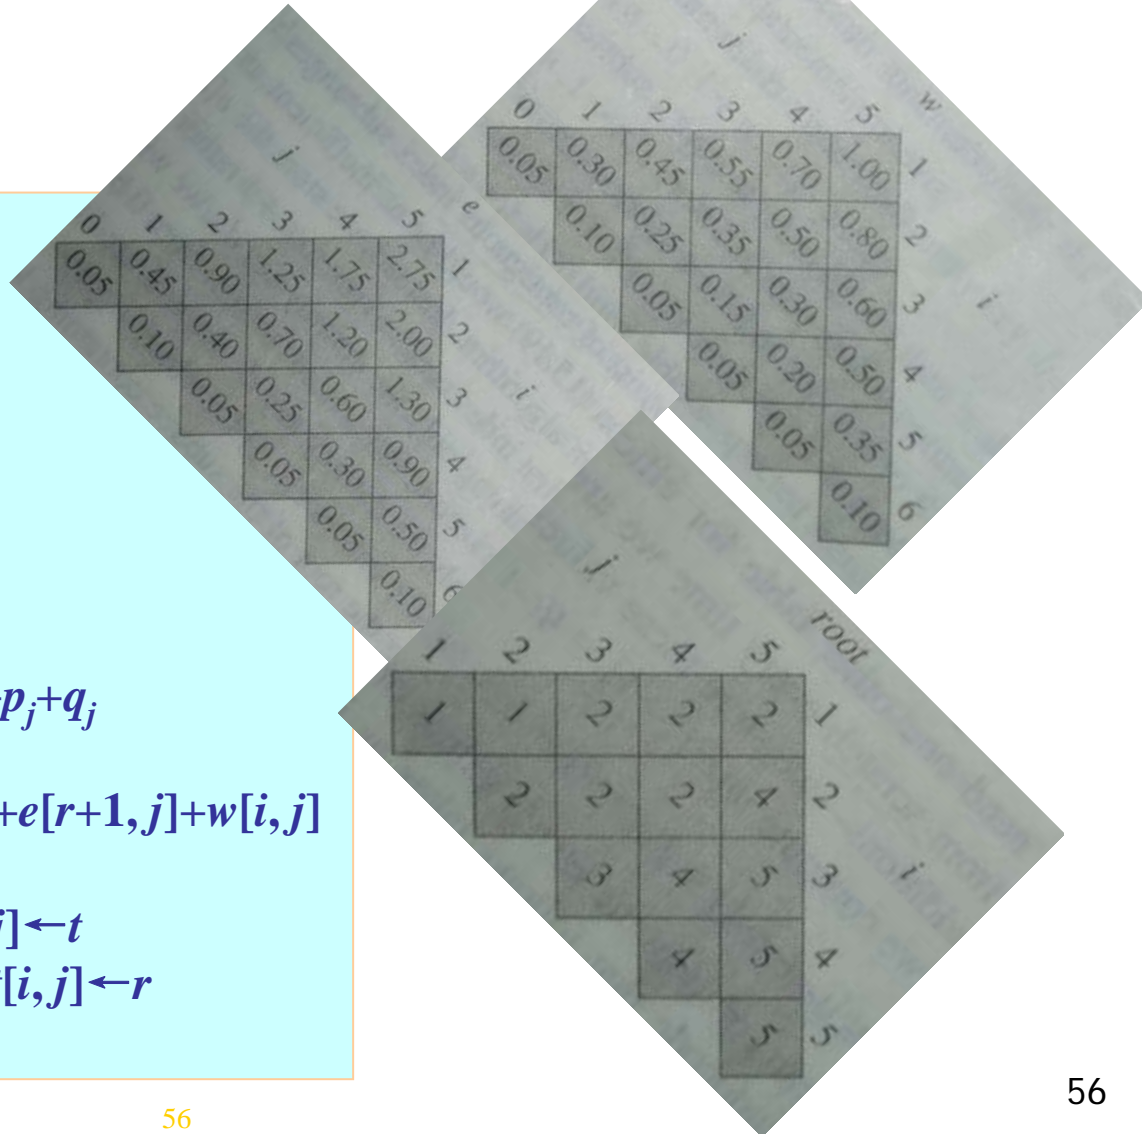 j
w
0 1 2 3 4 5
0.05 0.30 0.45 0.55 0.70 1.00 1
0.10 0.25 0.35 0.50 0.80 2
0.05 0.15 0.30 0.60 3
i
0.05 0.20 0.50 4
0.05 0.35 5
0.10 6
j
e
0 1 2 3 4 5
0.05 0.45 0.90 1.25 1.75 2.75 1
0.10 0.40 0.70 1.20 2.00 2
0.05 0.25 0.60 1.30 3
i
0.05 0.30 0.90 4
0.05 0.50 5
0.10 6
p_j+q_j
+e[r+1,j]+w[i,j]
j]←t
[i,j]←r
j
root
1 2 3 4 5
1 1 2 2 2 1
2 2 2 4 2
3 4 5 3
i
4 5 4
5 5
56
56